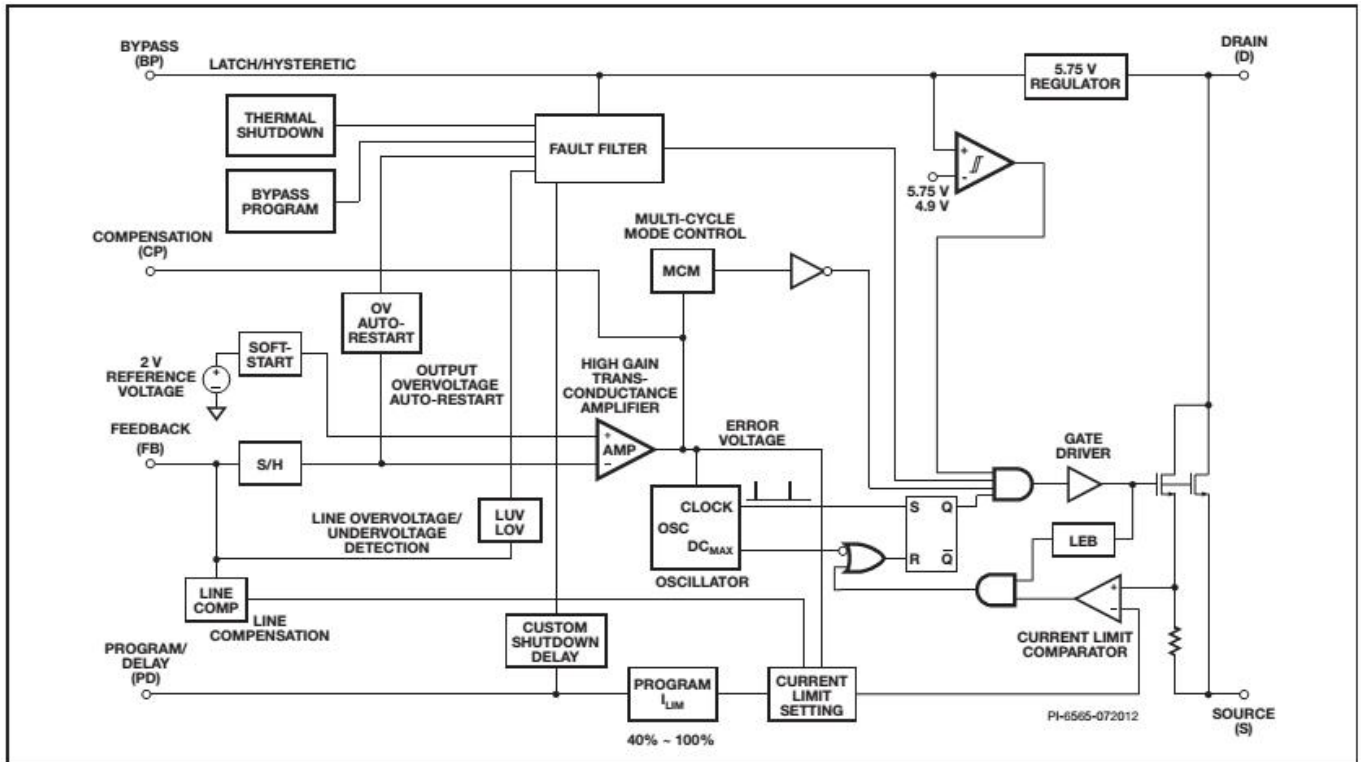 BYPASS
(BP)
LATCH/HYSTERETIC
5.75 V
REGULATOR
DRAIN
(D)
THERMAL
SHUTDOWN
FAULT FILTER
+
-
5.75 V
4.9 V
BYPASS
PROGRAM
MULTI-CYCLE
MODE CONTROL
COMPENSATION
(CP)
MCM
OV
AUTO-
RESTART
SOFT-
START
2 V
REFERENCE
VOLTAGE
+
−
OUTPUT
OVERVOLTAGE
AUTO-RESTART
HIGH GAIN
TRANS-
CONDUCTANCE
AMPLIFIER
FEEDBACK
(FB)
S/H
+
AMP
−
ERROR
VOLTAGE
GATE
DRIVER
LINE OVERVOLTAGE/
UNDERVOLTAGE
DETECTION
LUV
LOV
CLOCK
OSC
DCMAX
OSCILLATOR
S Q
R Q̅
LEB
LINE
COMP
LINE
COMPENSATION
CUSTOM
SHUTDOWN
DELAY
+
−
CURRENT LIMIT
COMPARATOR
PROGRAM/
DELAY
(PD)
PROGRAM
ILIM
40% ~ 100%
CURRENT
LIMIT
SETTING
PI-6565-072012
SOURCE
(S)